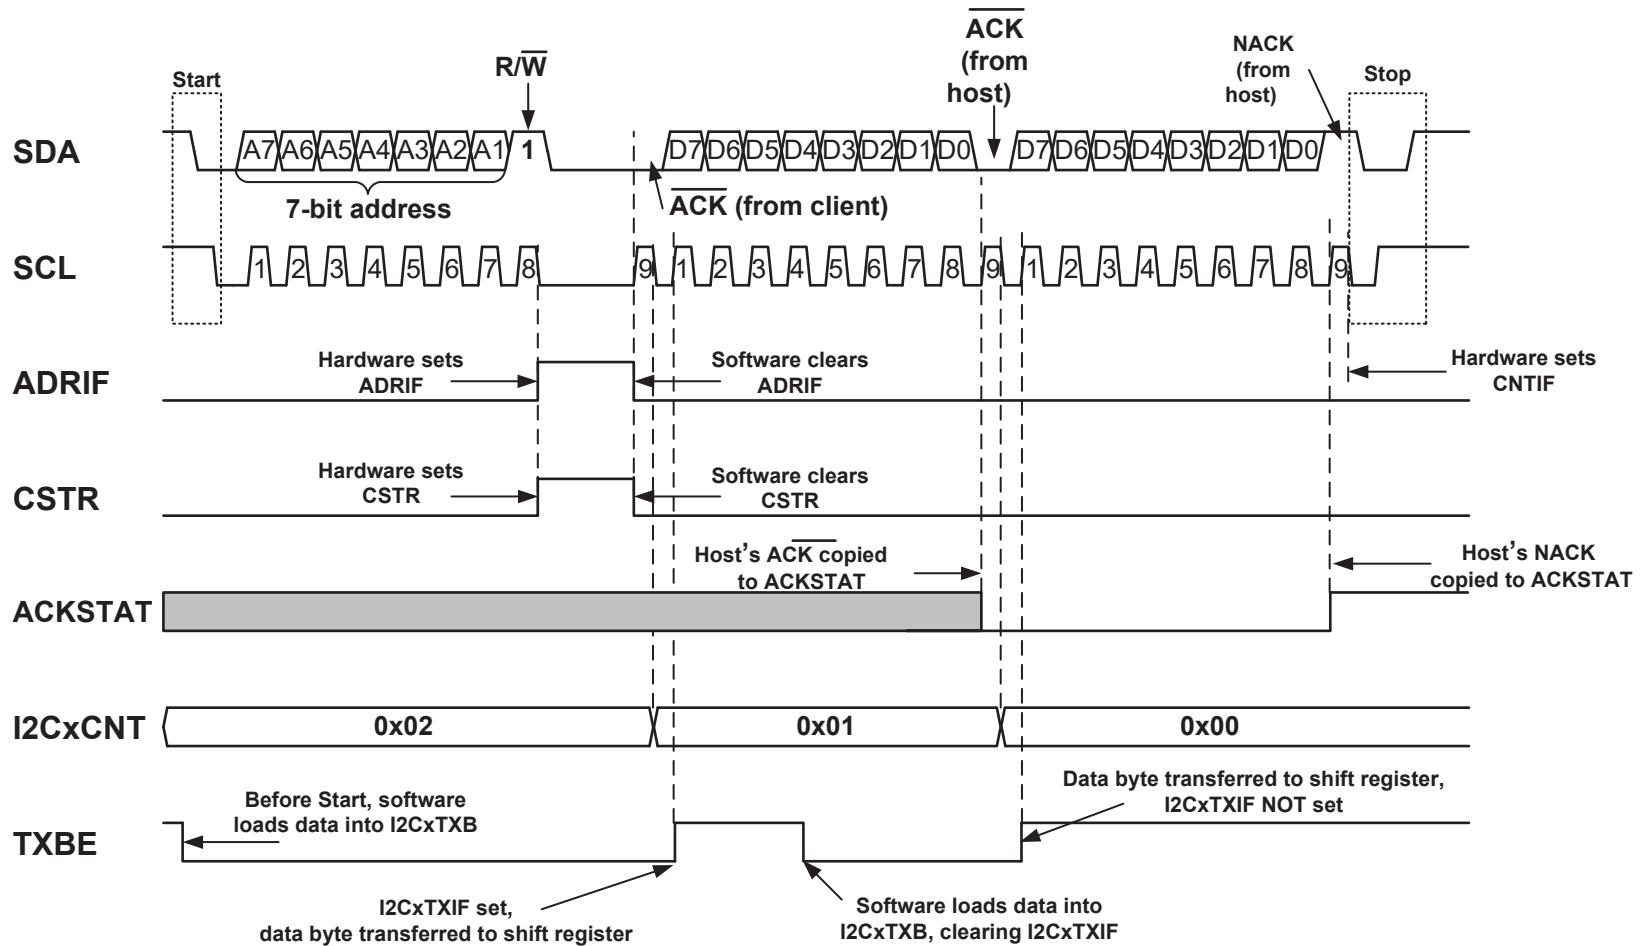 ACK
(from
host)
NACK
(from
host)
Start
R/W
Stop
SDA
A7 A6 A5 A4 A3 A2 A1 1 D7 D6 D5 D4 D3 D2 D1 D0 D7 D6 D5 D4 D3 D2 D1 D0
7-bit address
ACK (from client)
SCL
1 2 3 4 5 6 7 8 9 1 2 3 4 5 6 7 8 9 1 2 3 4 5 6 7 8 9
ADRIF
Hardware sets
ADRIF
Software clears
ADRIF
Hardware sets
CNTIF
CSTR
Hardware sets
CSTR
Software clears
CSTR
ACKSTAT
Host's ACK copied
to ACKSTAT
Host's NACK
copied to ACKSTAT
I2CxCNT
0x02 0x01 0x00
TXBE
Before Start, software
loads data into I2CxTXB
Data byte transferred to shift register,
I2CxTXIF NOT set
I2CxTXIF set,
data byte transferred to shift register
Software loads data into
I2CxTXB, clearing I2CxTXIF